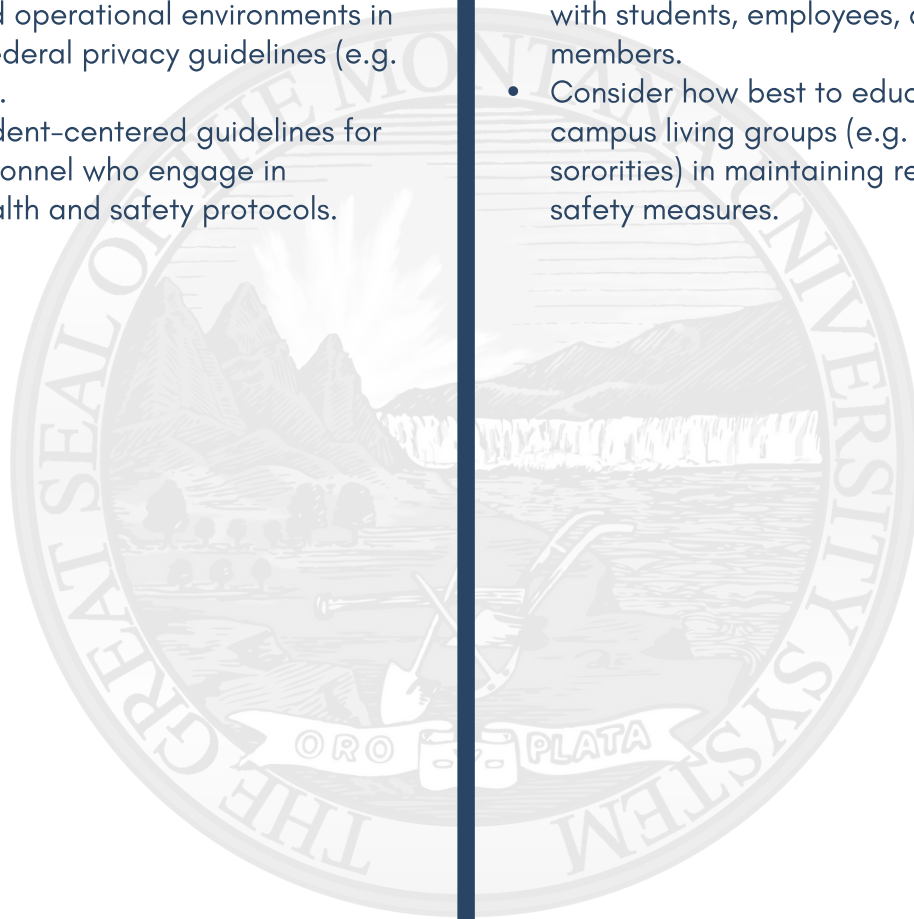 operational environments in
ederal privacy guidelines (e.g.
.
dent-centered guidelines for
onnel who engage in
alth and safety protocols.
with students, employees,
members.
• Consider how best to educa
campus living groups (e.g.
sororities) in maintaining re
safety measures.
THE GREAT SEAL OF THE MONTANA UNIVERSITY SYSTEM
ORO Y PLATA